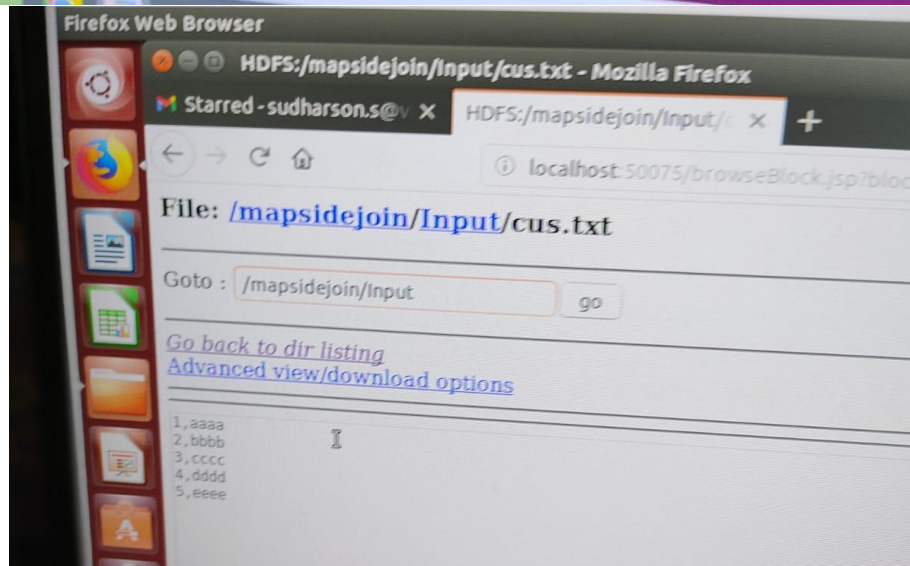 Firefox Web Browser
HDFS:/mapsidejoin/Input/cus.txt - Mozilla Firefox
Starred - sudharson.s@
HDFS:/mapsidejoin/Input/
localhost:50075/browseBlock.jsp?bloc
File: /mapsidejoin/Input/cus.txt
Goto : /mapsidejoin/Input go
Go back to dir listing
Advanced view/download options
1,aaaa
2,bbbb
3,cccc
4,dddd
5,eeee